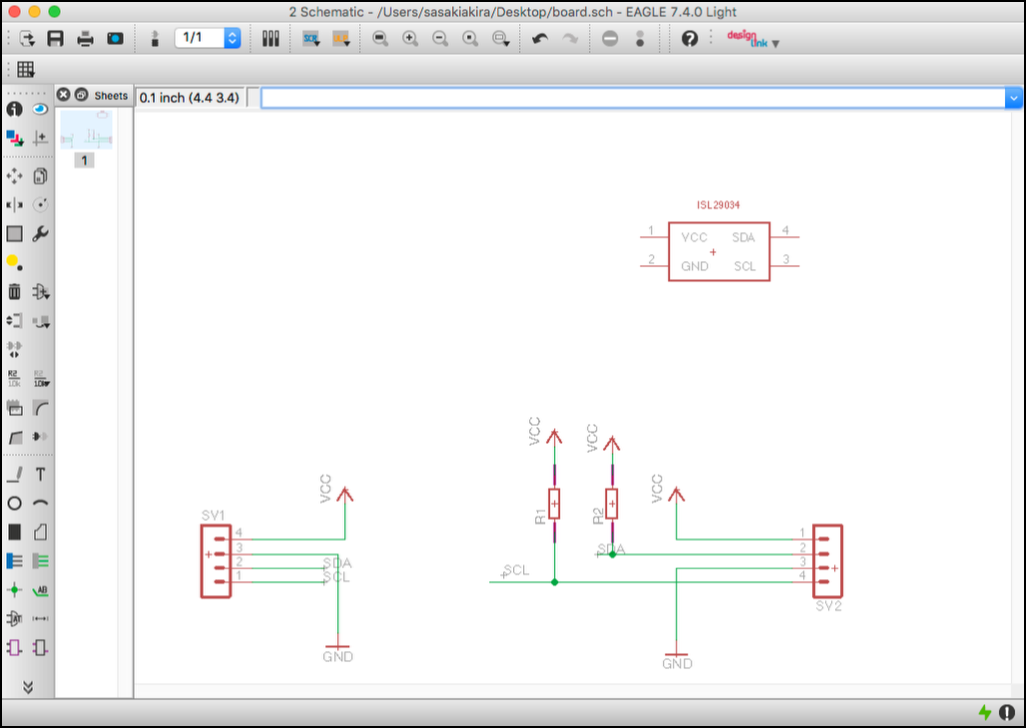 2 Schematic - /Users/sasakiakira/Desktop/board.sch - EAGLE 7.4.0 Light
1/1
SCR
ULP
?
design
link
Sheets
0.1 inch (4.4 3.4)
1
ISL29034
1 VCC SDA 4
2 GND SCL 3
R2
10k
R2
10k
T
VCC
VCC
VCC
VCC
R1
R2
SV1
4
3
2
1
SDA
SCL
SDA
SCL
1
2
3
4
SV2
GND
GND